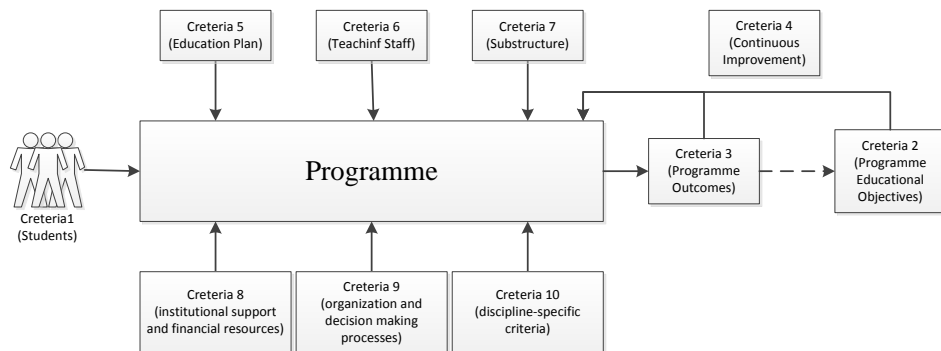 Creteria 5
(Education Plan)
Creteria 6
(Teachinf Staff)
Creteria 7
(Substructure)
Creteria 4
(Continuous
Improvement)
Creteria1
(Students)
Programme
Creteria 3
(Programme
Outcomes)
Creteria 2
(Programme
Educational
Objectives)
Creteria 8
(institutional support
and financial resources)
Creteria 9
(organization and
decision making
processes)
Creteria 10
(discipline-specific
criteria)